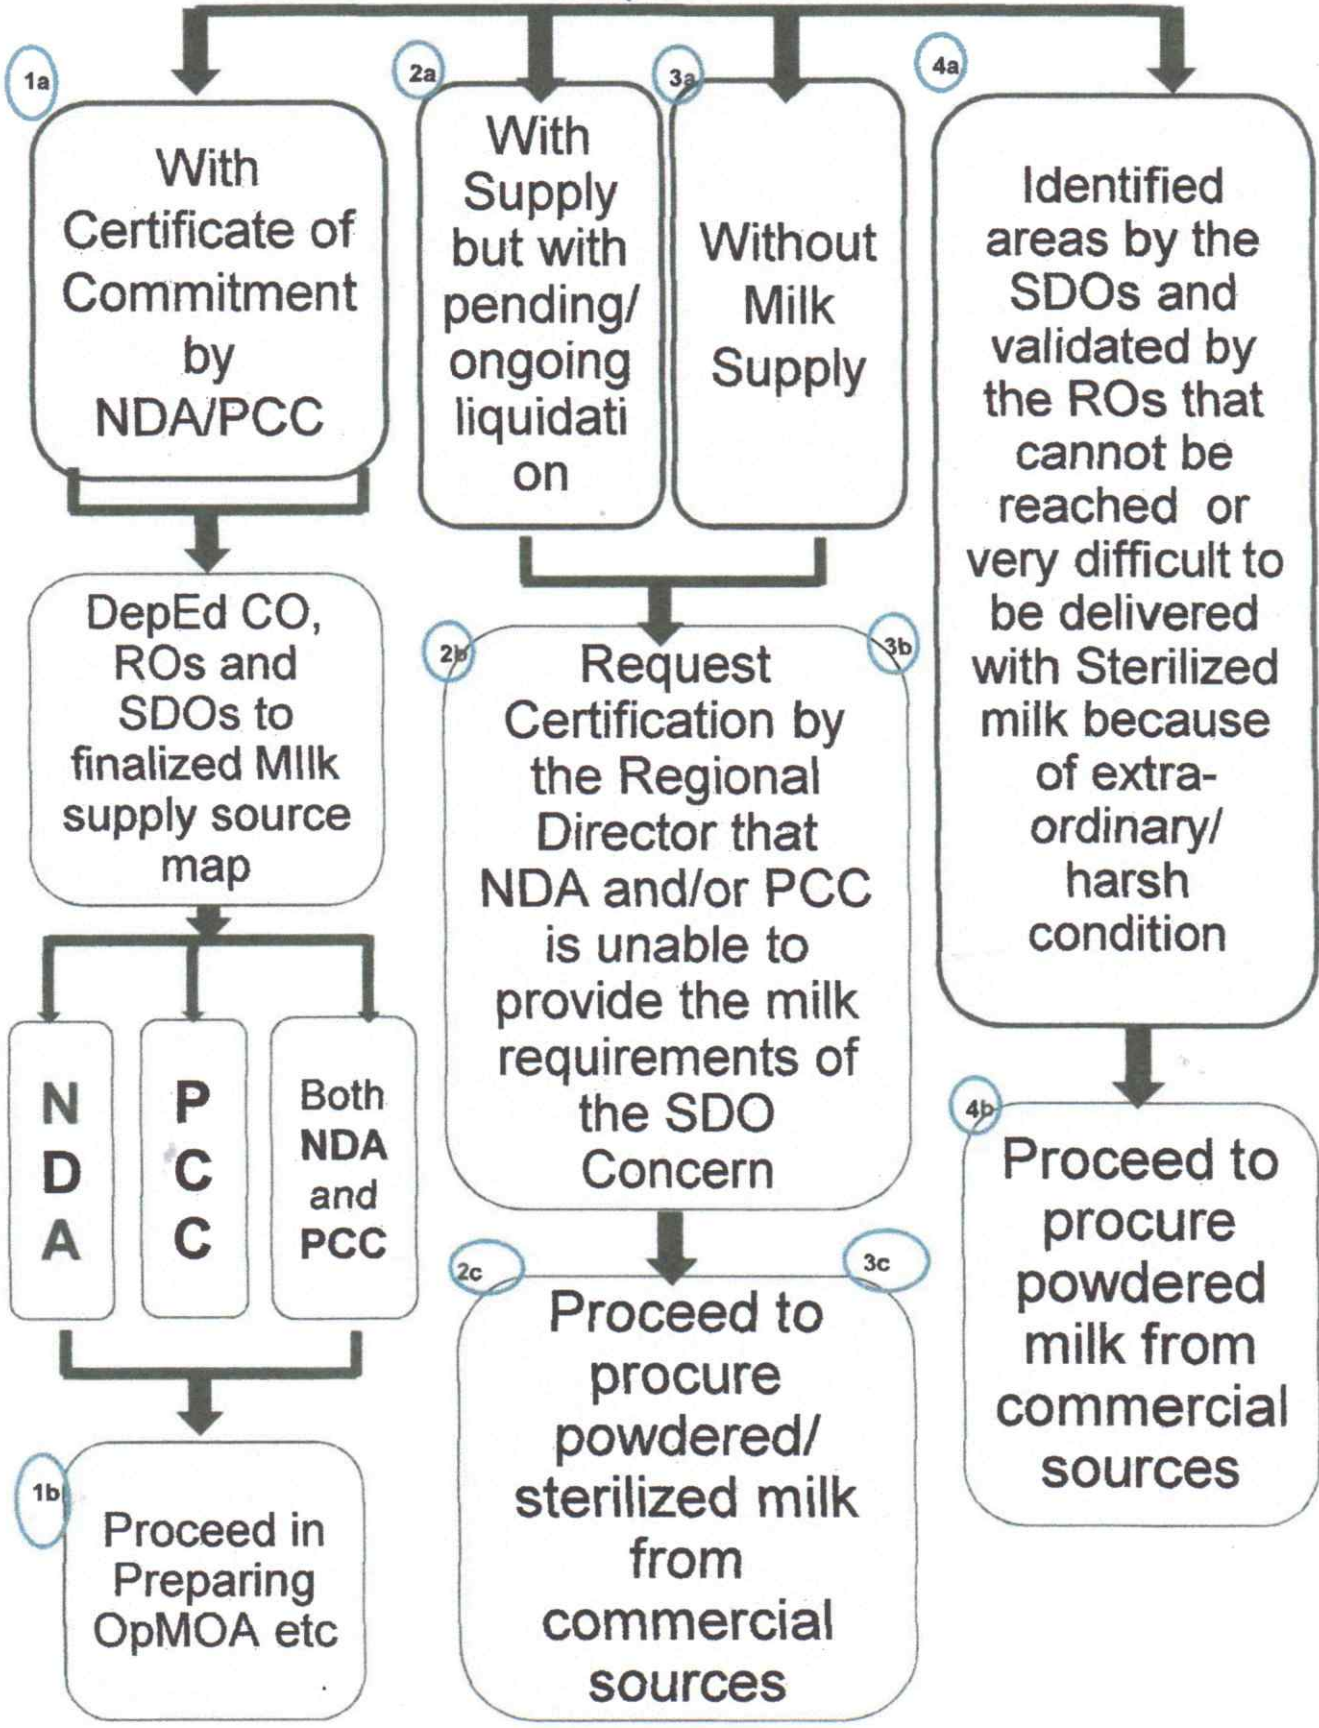 1a
With
Certificate of
Commitment
by
NDA/PCC
DepEd CO,
ROs and
SDOs to
finalized MIlk
supply source
map
N
D
A
P
C
C
Both
NDA
and
PCC
1b
Proceed in
Preparing
OpMOA etc
2a
With
Supply
but with
pending/
ongoing
liquidati
on
3a
Without
Milk
Supply
2b
3b
Request
Certification by
the Regional
Director that
NDA and/or PCC
is unable to
provide the milk
requirements of
the SDO
Concern
2c
3c
Proceed to
procure
powdered/
sterilized milk
from
commercial
sources
4a
Identified
areas by the
SDOs and
validated by
the ROs that
cannot be
reached or
very difficult to
be delivered
with Sterilized
milk because
of extra-
ordinary/
harsh
condition
4b
Proceed to
procure
powdered
milk from
commercial
sources